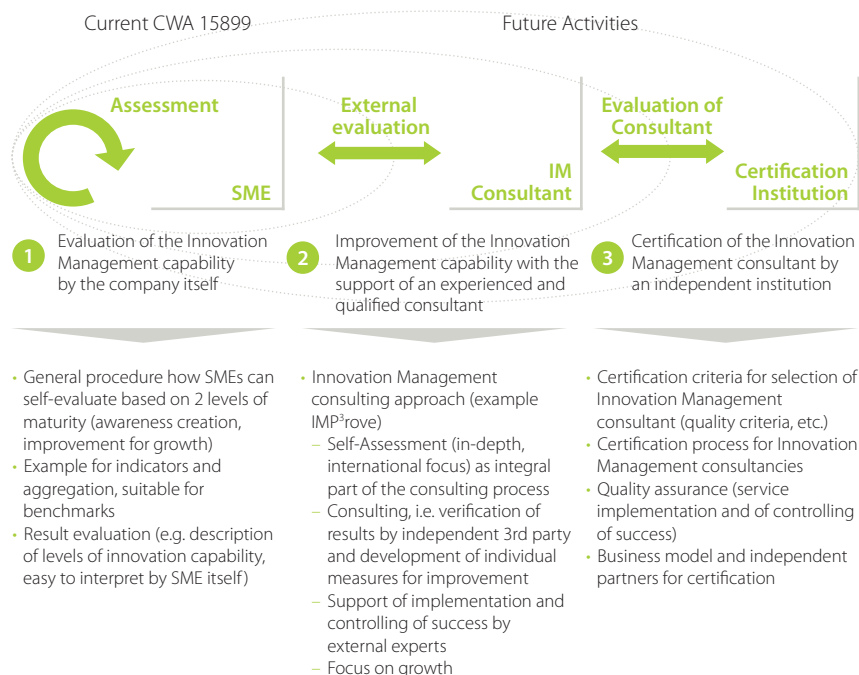 Current CWA 15899
Future Activities
Assessment
SME
External
evaluation
IM
Consultant
Evaluation of
Consultant
Certification
Institution
1
Evaluation of the Innovation
Management capability
by the company itself
2
Improvement of the Innovation
Management capability with the
support of an experienced and
qualified consultant
3
Certification of the Innovation
Management consultant by
an independent institution
• General procedure how SMEs can
self-evaluate based on 2 levels of
maturity (awareness creation,
improvement for growth)
• Example for indicators and
aggregation, suitable for
benchmarks
• Result evaluation (e.g. description
of levels of innovation capability,
easy to interpret by SME itself)
• Innovation Management
consulting approach (example
IMP³rove)
– Self-Assessment (in-depth,
international focus) as integral
part of the consulting process
– Consulting, i.e. verification of
results by independent 3rd party
and development of individual
measures for improvement
– Support of implementation and
controlling of success by
external experts
– Focus on growth
• Certification criteria for selection of
Innovation Management
consultant (quality criteria, etc.)
• Certification process for Innovation
Management consultancies
• Quality assurance (service
implementation and of controlling
of success)
• Business model and independent
partners for certification